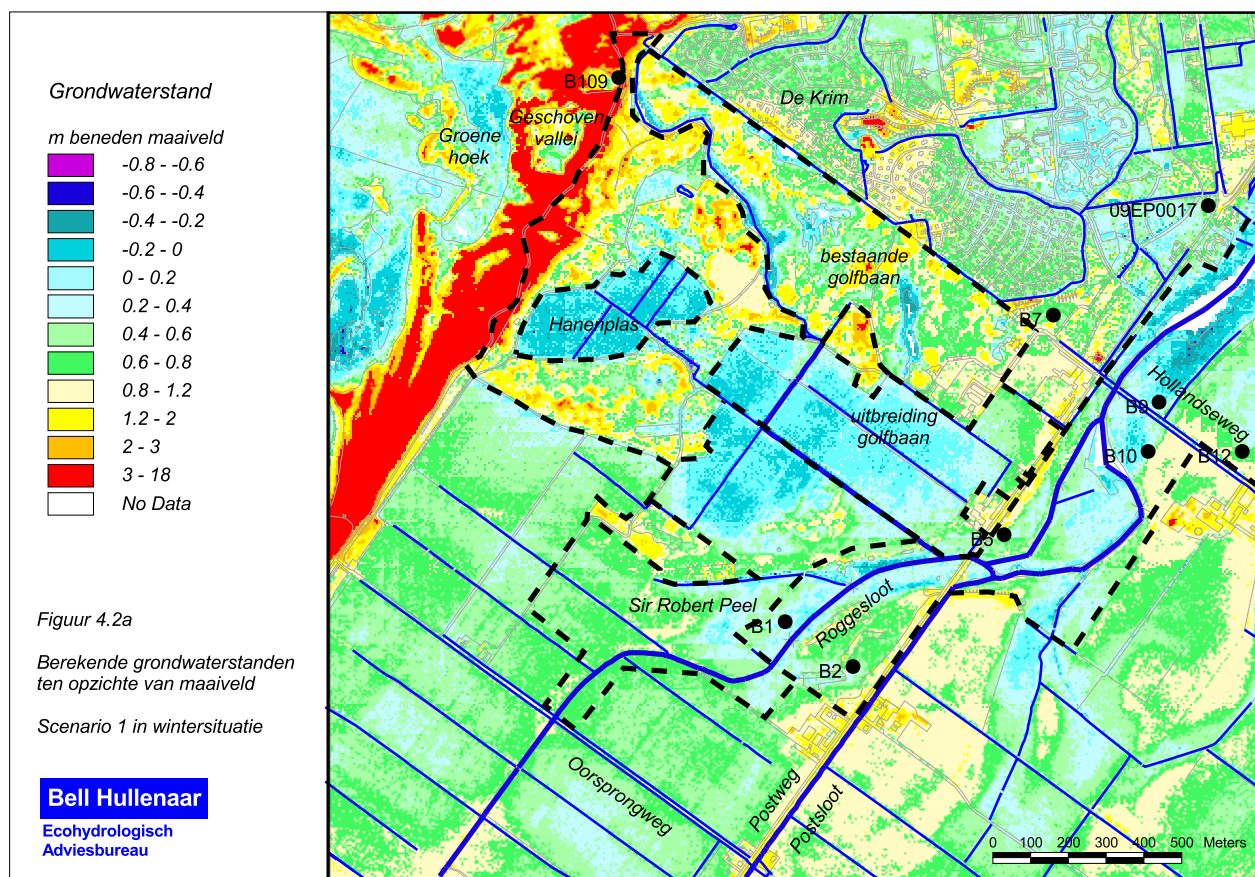 Grondwaterstand
m beneden maaiveld
-0.8 - -0.6
-0.6 - -0.4
-0.4 - -0.2
-0.2 - 0
0 - 0.2
0.2 - 0.4
0.4 - 0.6
0.6 - 0.8
0.8 - 1.2
1.2 - 2
2 - 3
3 - 18
No Data
Figuur 4.2a
Berekende grondwaterstanden
ten opzichte van maaiveld
Scenario 1 in wintersituatie
Bell Hullenaar
Ecohydrologisch
Adviesbureau
B109
De Krim
Geschoven
vallei
Groene
hoek
09EP0017
bestaande
golfbaan
Hanenplas
B7
Hollandseweg
B9
uitbreiding
golfbaan
B10
B12
B5
Sir Robert Peel
B1
Roggesloot
B2
Oorsprongweg
Postweg
Postsloot
0 100 200 300 400 500 Meters